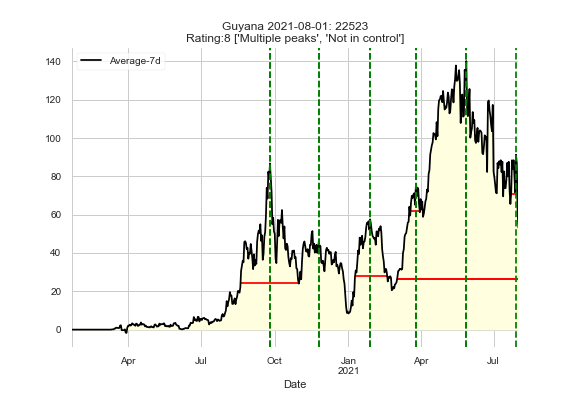 Guyana 2021-08-01: 22523
Rating:8 ['Multiple peaks', 'Not in control']
Average-7d
140
120
100
80
60
40
20
0
Apr
Jul
Oct
Jan
2021
Apr
Jul
Date